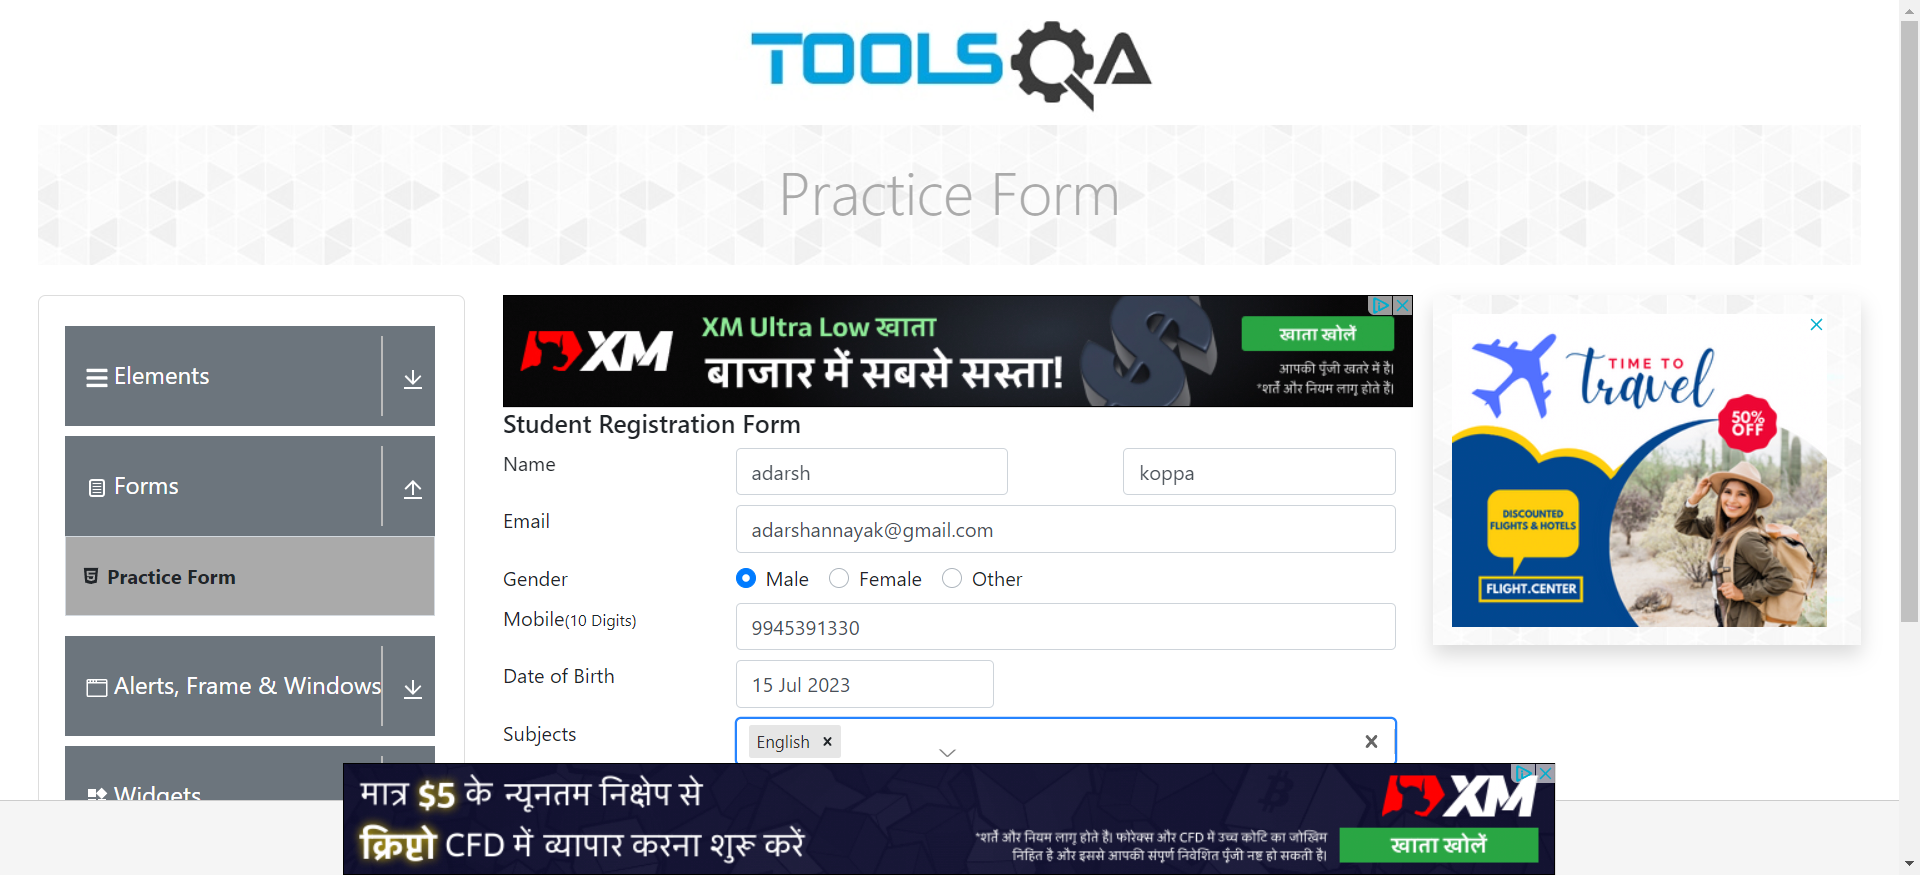 TOOLSQA
Practice Form
Elements
Forms
Practice Form
Alerts, Frame & Windows
Widgets
XM
XM Ultra Low खाता
बाजार में सबसे सस्ता!
खाता खोलें
आपकी पूँजी खतरे में है।
*शर्तें और नियम लागू होते हैं।
Student Registration Form
Name
adarsh
koppa
Email
adarshannayak@gmail.com
Gender
Male
Female
Other
Mobile(10 Digits)
9945391330
Date of Birth
15 Jul 2023
Subjects
English
TIME TO
travel
50%
OFF
DISCOUNTED
FLIGHTS & HOTELS
FLIGHT.CENTER
मात्र $5 के न्यूनतम निक्षेप से
क्रिप्टो CFD में व्यापार करना शुरू करें
*शर्तें और नियम लागू होते हैं। फोरेक्स और CFD में उच्च कोटि का जोखिम
निहित है और इससे आपकी संपूर्ण निवेशित पूँजी नष्ट हो सकती है।
XM
खाता खोलें